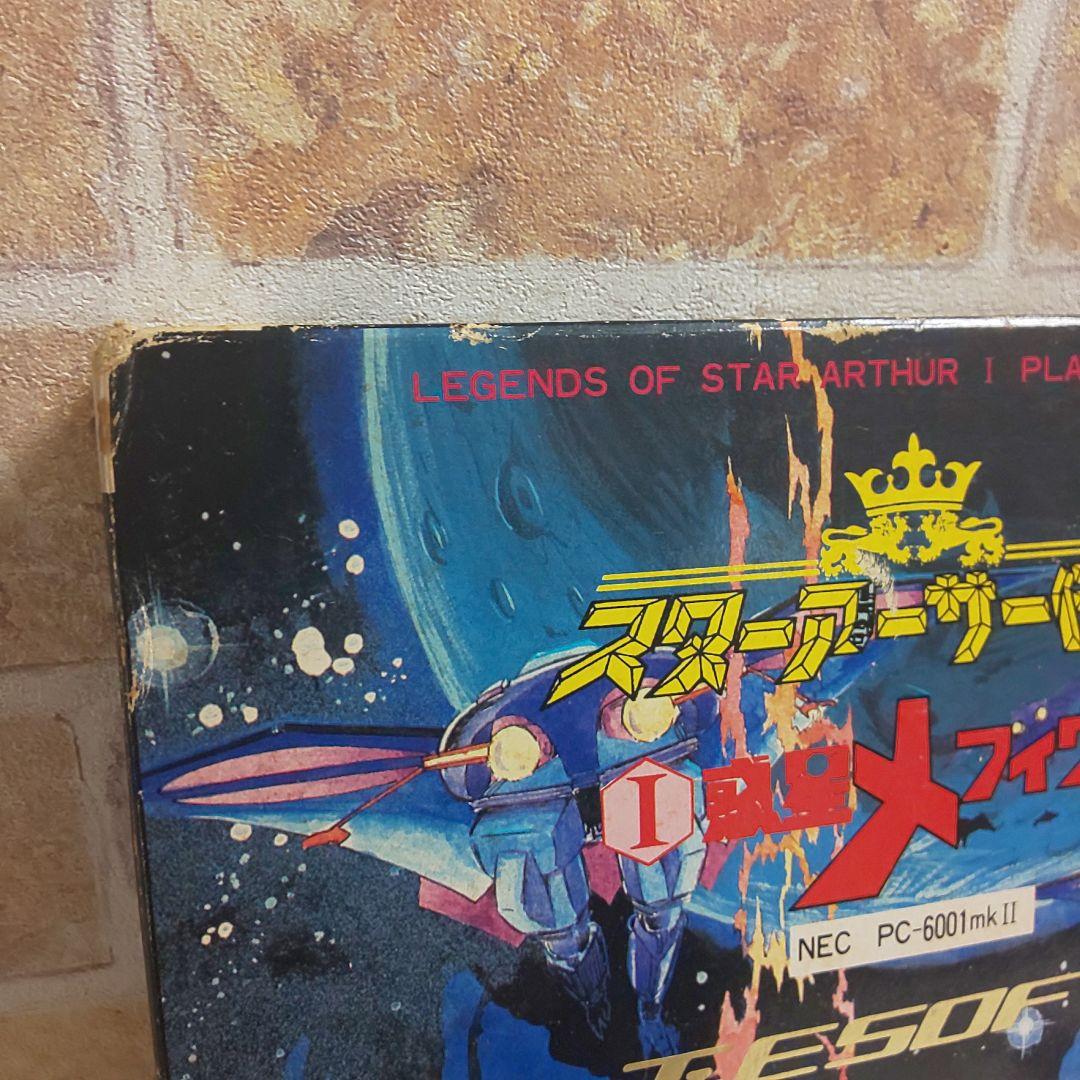 LEGENDS OF STAR ARTHUR I PLA
スターアーサー伝
I 惑星メフィウ
NEC PC-6001mkII
T・ESOF